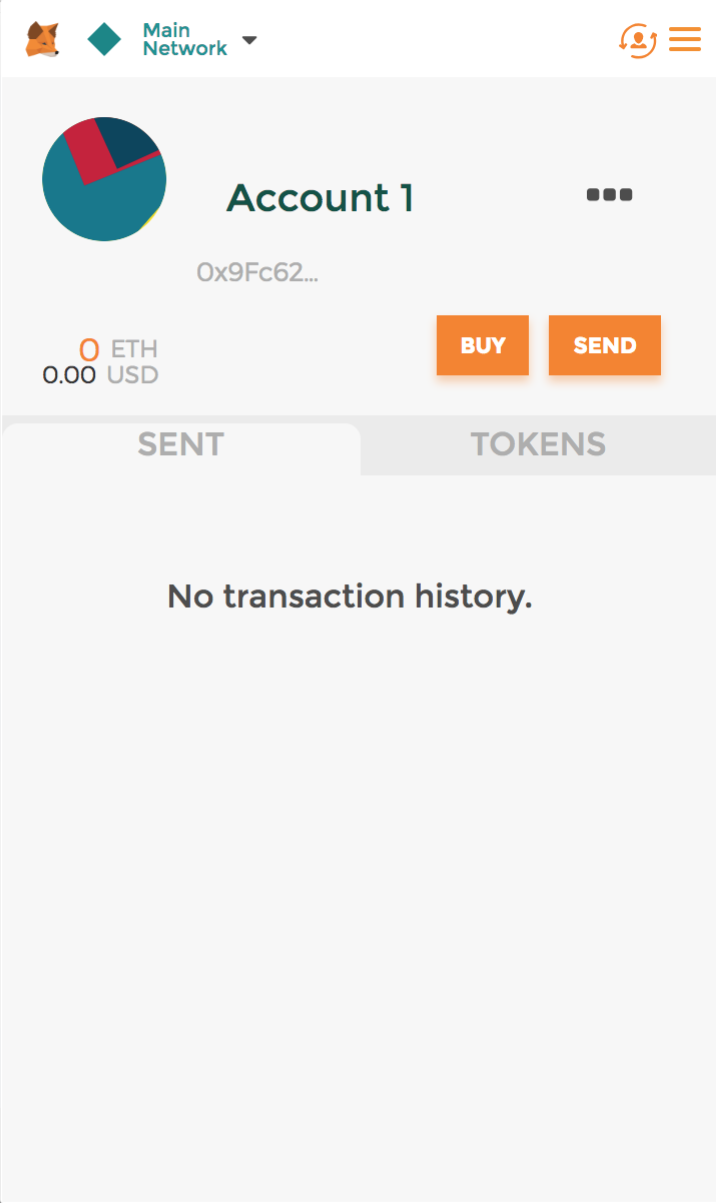 Main
Network
Account 1
0x9Fc62...
0 ETH
0.00 USD
BUY
SEND
SENT
TOKENS
No transaction history.